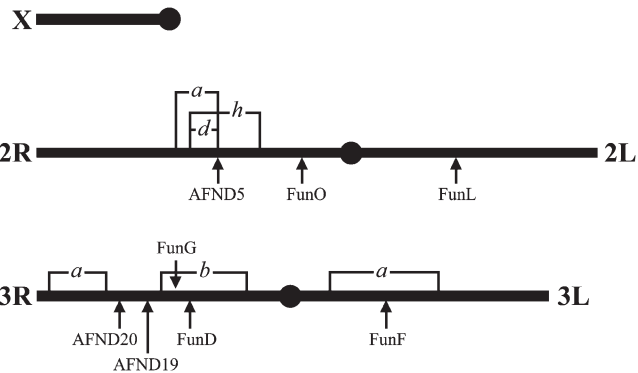 X
a
h
d
2R
2L
AFND5
FunO
FunL
FunG
a
b
a
3R
3L
AFND20
FunD
FunF
AFND19